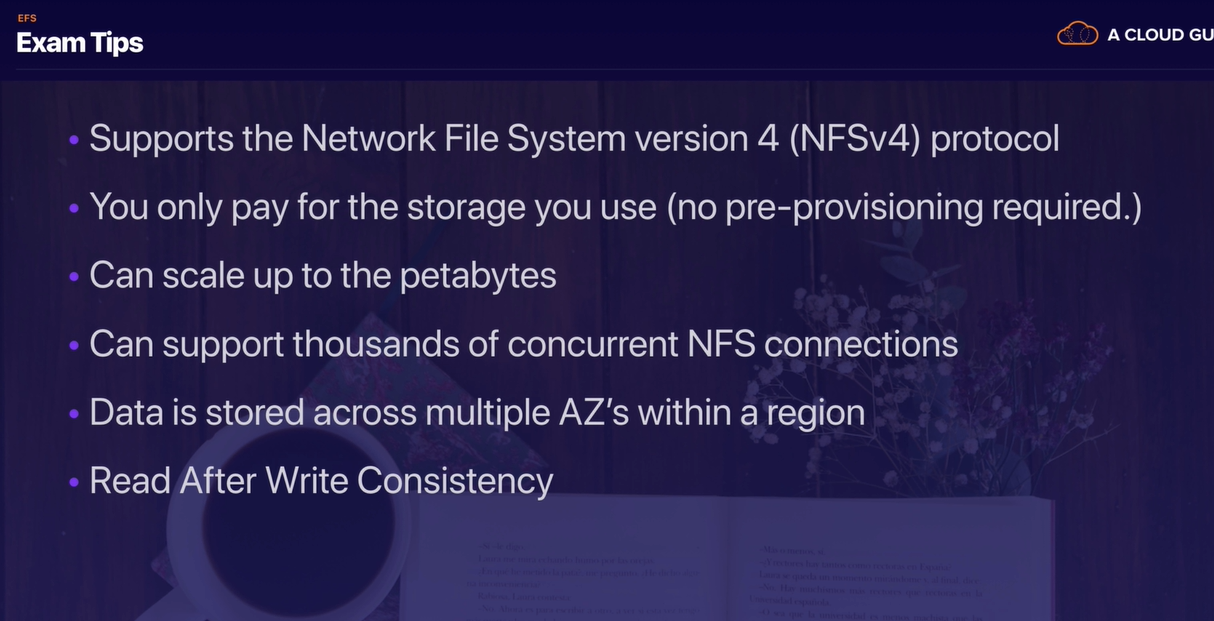 EFS
Exam Tips
A CLOUD GU
• Supports the Network File System version 4 (NFSv4) protocol
• You only pay for the storage you use (no pre-provisioning required.)
• Can scale up to the petabytes
• Can support thousands of concurrent NFS connections
• Data is stored across multiple AZ’s within a region
• Read After Write Consistency